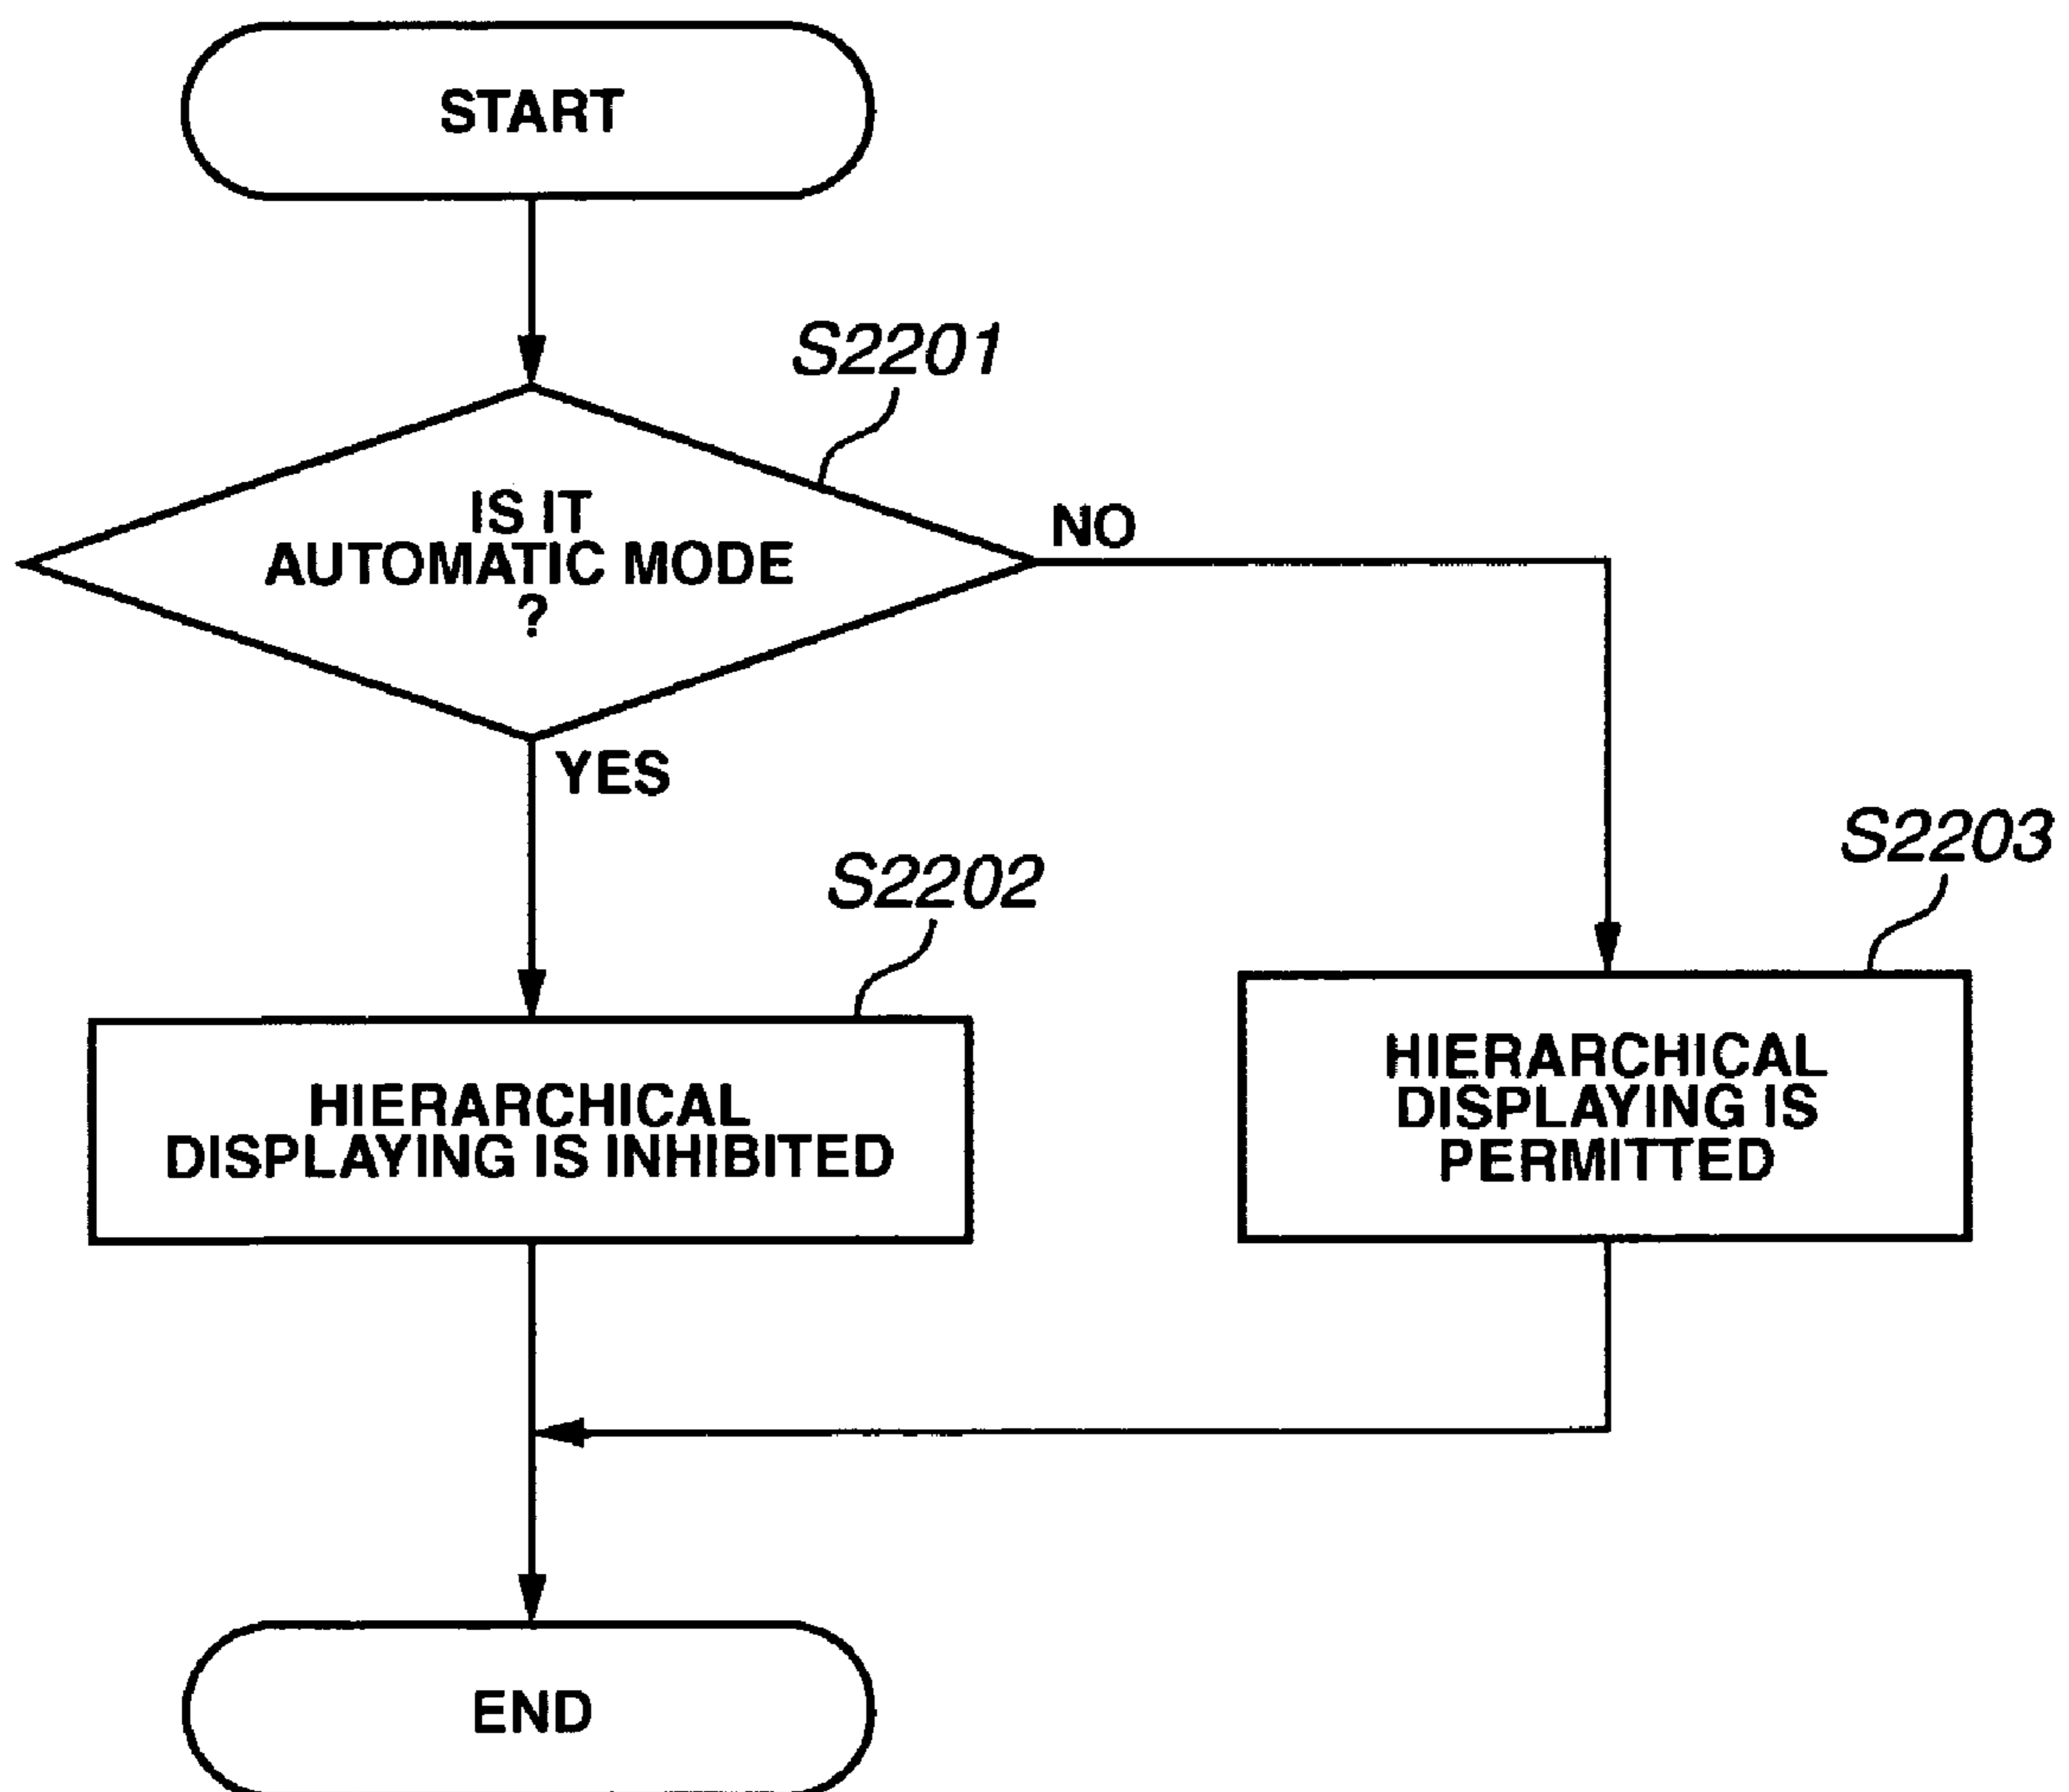 START
S2201
IS IT
AUTOMATIC MODE
?
NO
YES
S2202
S2203
HIERARCHICAL
DISPLAYING IS INHIBITED
HIERARCHICAL
DISPLAYING IS
PERMITTED
END